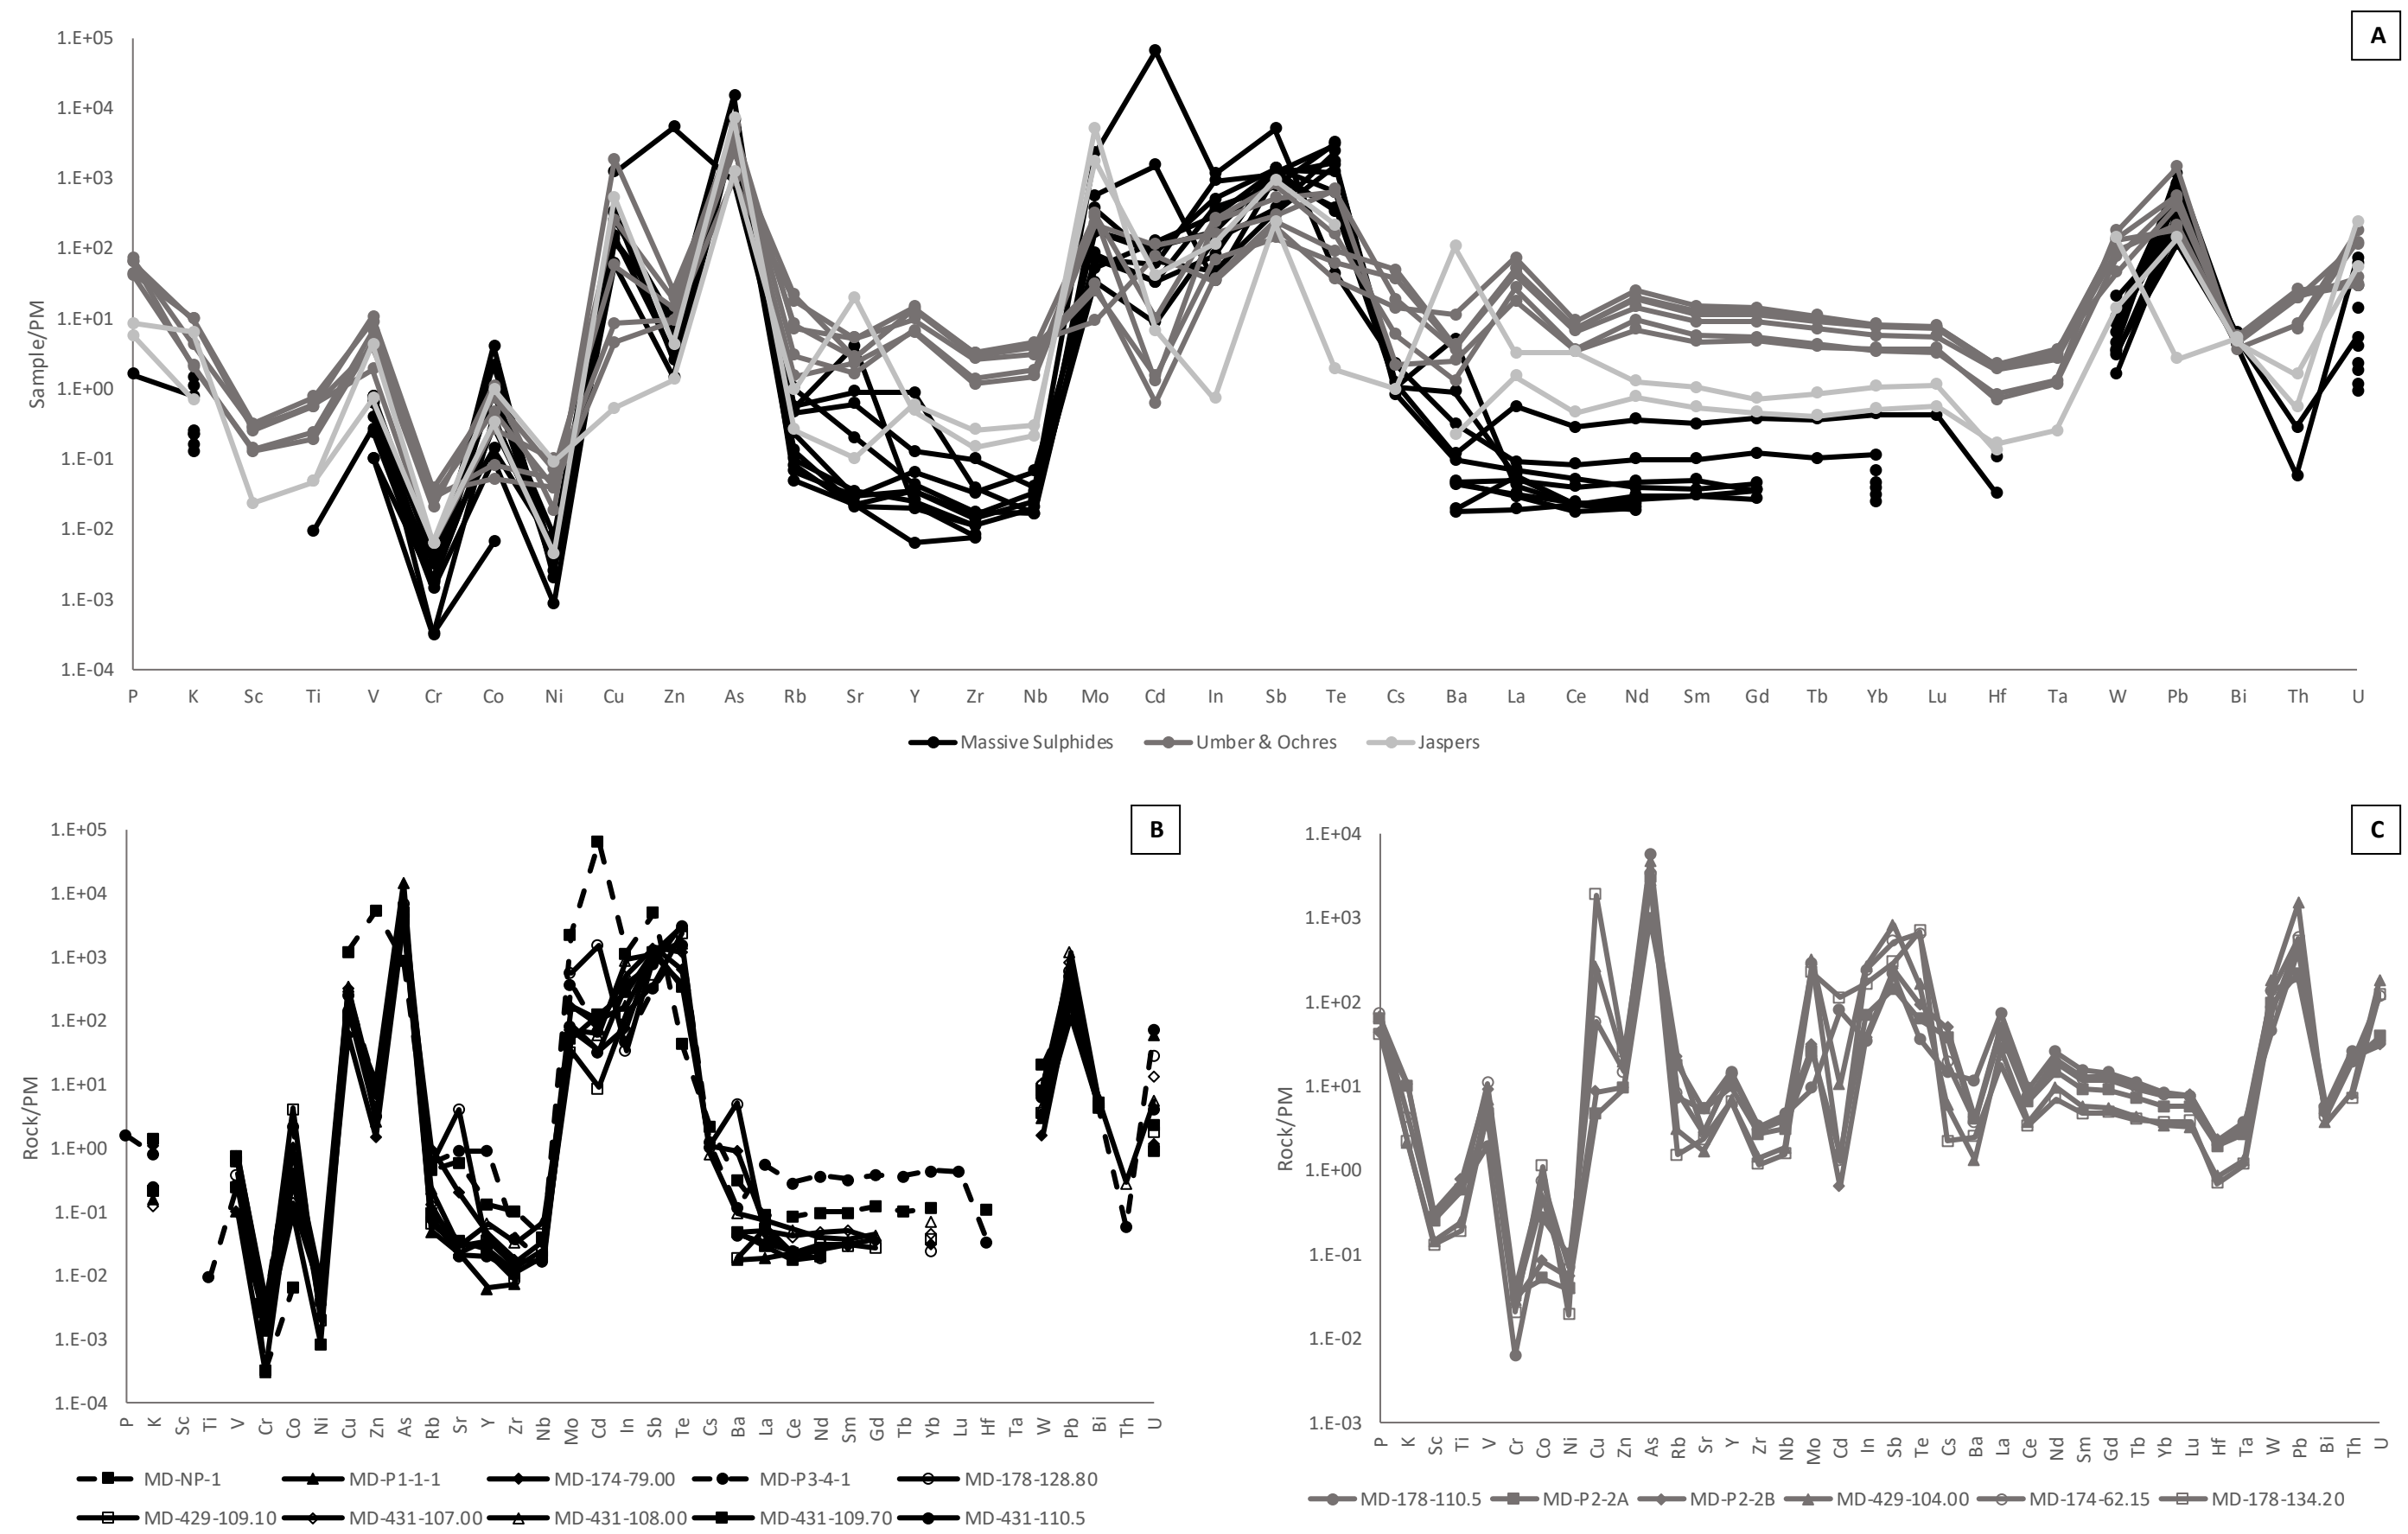 A
1.E+05
1.E+04
1.E+03
1.E+02
1.E+01
1.E+00
1.E-01
1.E-02
1.E-03
1.E-04
Sample/PM
P K Sc Ti V Cr Co Ni Cu Zn As Rb Sr Y Zr Nb Mo Cd In Sb Te Cs Ba La Ce Nd Sm Gd Tb Yb Lu Hf Ta W Pb Bi Th U
Massive Sulphides Umber & Ochres Jaspers
B
1.E+05
1.E+04
1.E+03
1.E+02
1.E+01
1.E+00
1.E-01
1.E-02
1.E-03
1.E-04
Rock/PM
P K Sc Ti V Cr Co Ni Cu Zn As Rb Sr Y Zr Nb Mo Cd In Sb Te Cs Ba La Ce Nd Sm Gd Tb Yb Lu Hf Ta W Pb Bi Th U
MD-NP-1 MD-P1-1-1 MD-174-79.00 MD-P3-4-1 MD-178-128.80
MD-429-109.10 MD-431-107.00 MD-431-108.00 MD-431-109.70 MD-431-110.5
C
1.E+04
1.E+03
1.E+02
1.E+01
1.E+00
1.E-01
1.E-02
1.E-03
Rock/PM
P K Sc Ti V Cr Co Ni Cu Zn As Rb Sr Y Zr Nb Mo Cd In Sb Te Cs Ba La Ce Nd Sm Gd Tb Yb Lu Hf Ta W Pb Bi Th U
MD-178-110.5 MD-P2-2A MD-P2-2B MD-429-104.00 MD-174-62.15 MD-178-134.20